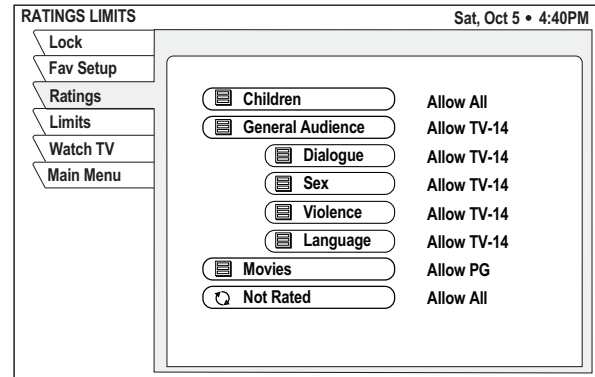 RATINGS LIMITS Sat, Oct 5 • 4:40PM
Lock
Fav Setup
Ratings
Limits
Watch TV
Main Menu
Children Allow All
General Audience Allow TV-14
Dialogue Allow TV-14
Sex Allow TV-14
Violence Allow TV-14
Language Allow TV-14
Movies Allow PG
Not Rated Allow All